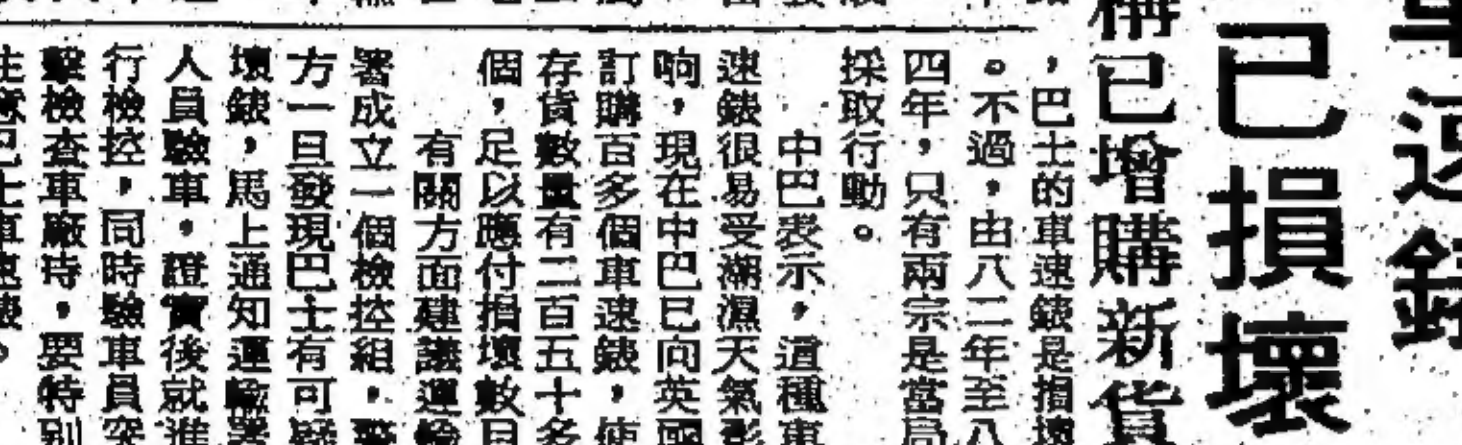 車速錶
已損壞
稱已增購新貨
，巴士的車速錶是損壞
。不過，由八二年至八
四年，只有兩宗是當局
採取行動。
中巴表示，這種車
速錶很易受潮濕天氣影
响，現在中巴已向英國
訂購百多個車速錶，使
存貨數量有二百五十多
個，足以應付損壞數目
有關方面建議運輸
署成立一個檢控組，警
方一旦發現巴士有可疑
壞錶，馬上通知運輸署
人員驗車。證實後就進
行檢控，同時驗車員突
擊檢查車廠時，要特別
注意巴士車速錶。